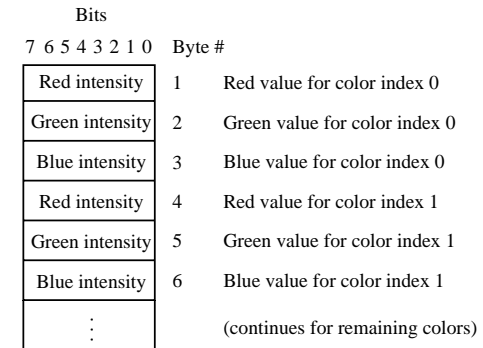 Bits
7 6 5 4 3 2 1 0 Byte #
Red intensity 1 Red value for color index 0
Green intensity 2 Green value for color index 0
Blue intensity 3 Blue value for color index 0
Red intensity 4 Red value for color index 1
Green intensity 5 Green value for color index 1
Blue intensity 6 Blue value for color index 1
(continues for remaining colors)